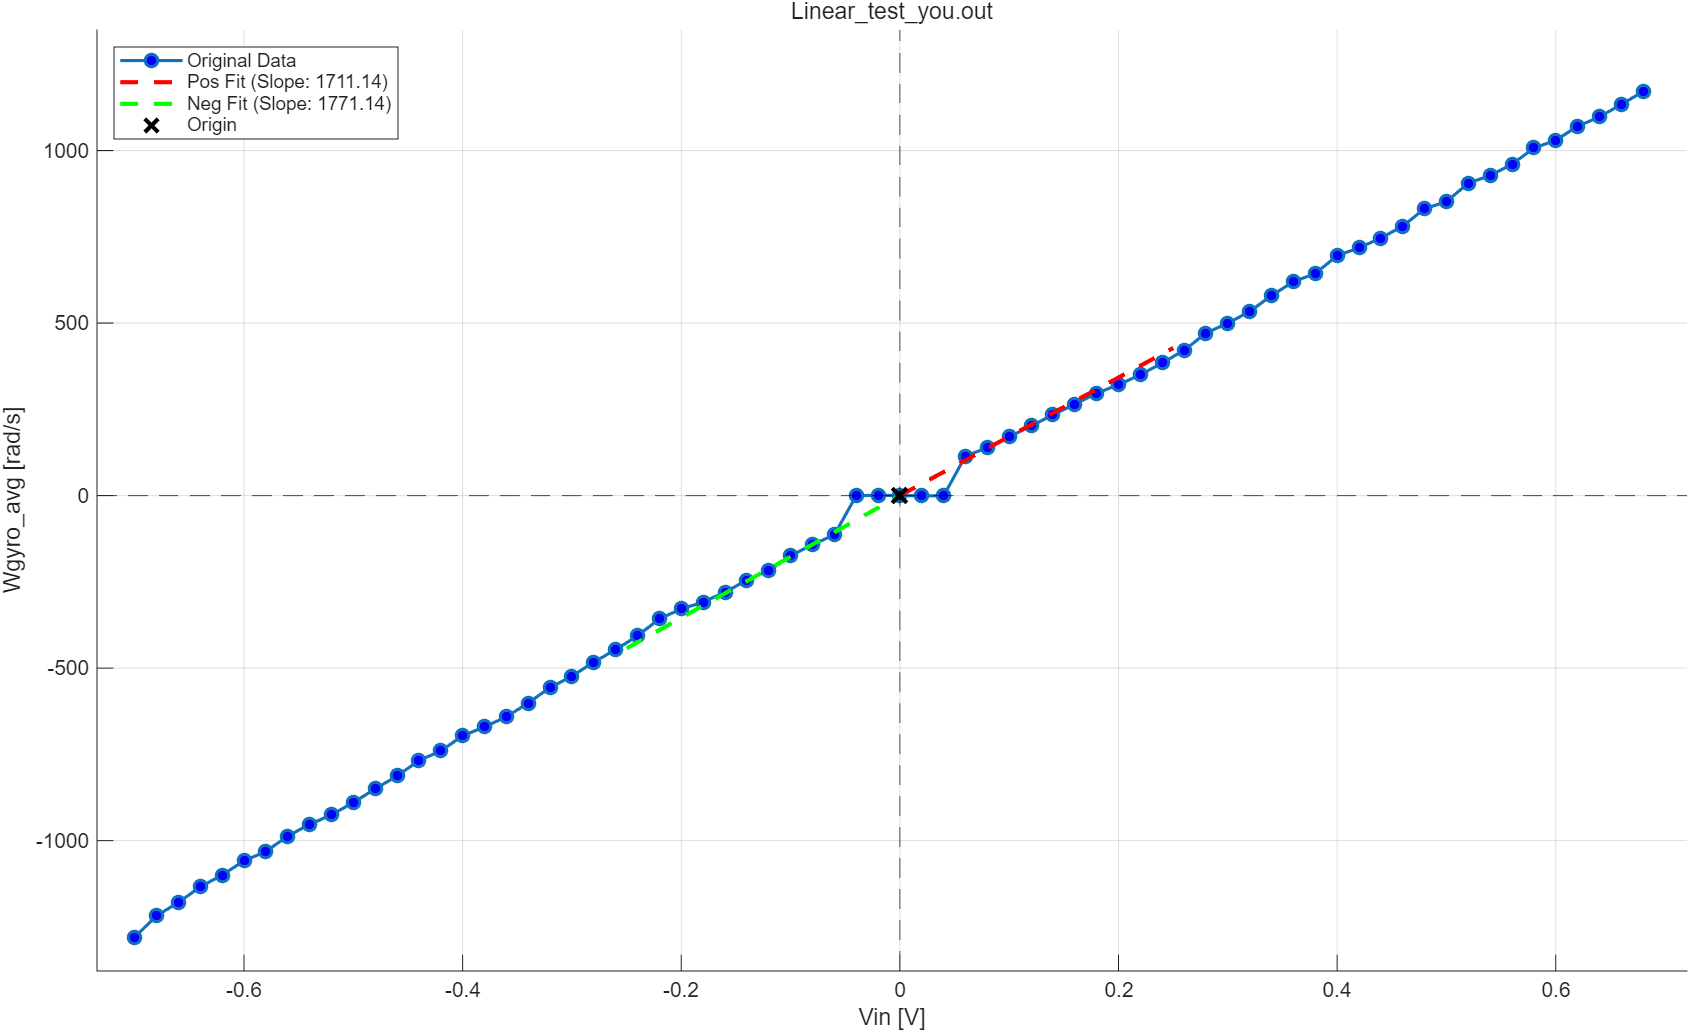 Linear_test_you.out
Original Data
Pos Fit (Slope: 1711.14)
Neg Fit (Slope: 1771.14)
Origin
1000
500
0
-500
-1000
Wgyro_avg [rad/s]
-0.6 -0.4 -0.2 0 0.2 0.4 0.6
Vin [V]